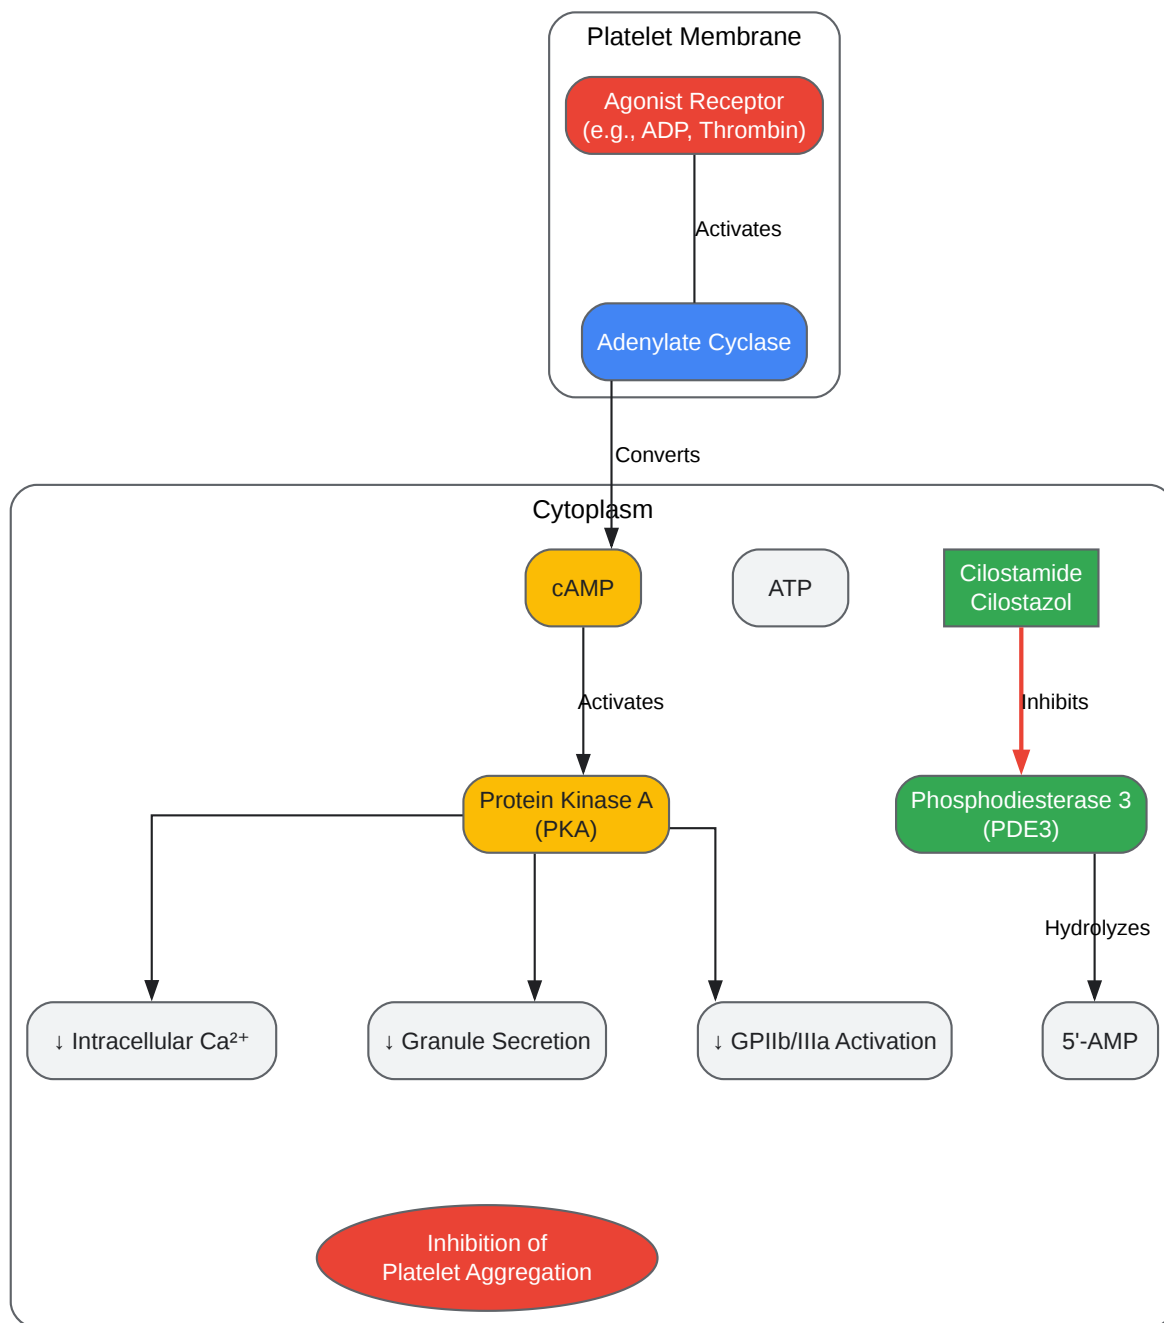 Platelet Membrane
Agonist Receptor
(e.g., ADP, Thrombin)
Activates
Adenylate Cyclase
Converts
Cytoplasm
cAMP
ATP
Cilostamide
Cilostazol
Activates
Inhibits
Protein Kinase A
(PKA)
Phosphodiesterase 3
(PDE3)
Hydrolyzes
↓ Intracellular Ca²⁺
↓ Granule Secretion
↓ GPIIb/IIIa Activation
5'-AMP
Inhibition of
Platelet Aggregation